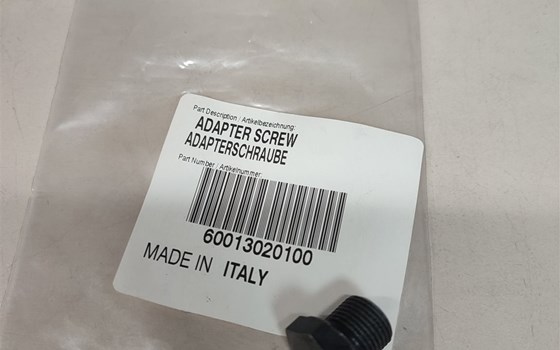 Part Description / Artikelbezeichnung:
ADAPTER SCREW
ADAPTERSCHRAUBE
Part Number / Artikelnummer:
60013020100
MADE IN ITALY